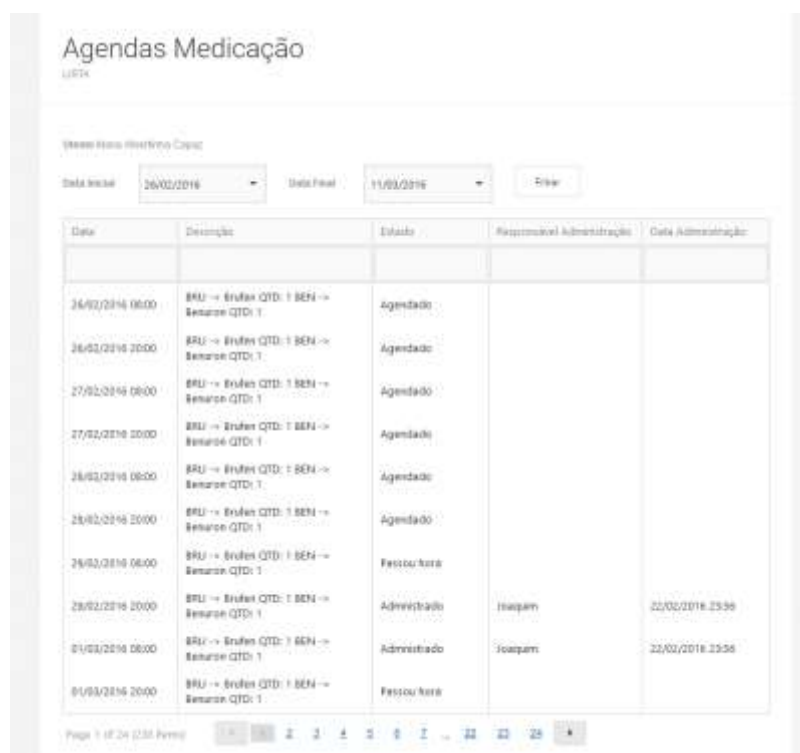 Agendas Medicação
LISTA
Utente:
Data Inicial 26/02/2016 Data Final 11/03/2016 Filtrar
Data Descrição Estado Responsável Administração Data Administração
26/02/2016 08:00 BRU -> Brufen QTD: 1 BEN -> Agendado
Benuron QTD: 1
26/02/2016 20:00 BRU -> Brufen QTD: 1 BEN -> Agendado
Benuron QTD: 1
27/02/2016 08:00 BRU -> Brufen QTD: 1 BEN -> Agendado
Benuron QTD: 1
27/02/2016 20:00 BRU -> Brufen QTD: 1 BEN -> Agendado
Benuron QTD: 1
28/02/2016 08:00 BRU -> Brufen QTD: 1 BEN -> Agendado
Benuron QTD: 1
28/02/2016 20:00 BRU -> Brufen QTD: 1 BEN -> Agendado
Benuron QTD: 1
29/02/2016 08:00 BRU -> Brufen QTD: 1 BEN -> Passou hora
Benuron QTD: 1
29/02/2016 20:00 BRU -> Brufen QTD: 1 BEN -> Administrado Joaquim 22/02/2016 23:56
Benuron QTD: 1
01/03/2016 08:00 BRU -> Brufen QTD: 1 BEN -> Administrado Joaquim 22/02/2016 23:56
Benuron QTD: 1
01/03/2016 20:00 BRU -> Brufen QTD: 1 BEN -> Passou hora
Benuron QTD: 1
Page 1 of 24 (230 Items) 1 2 3 4 5 6 7 ... 22 23 24